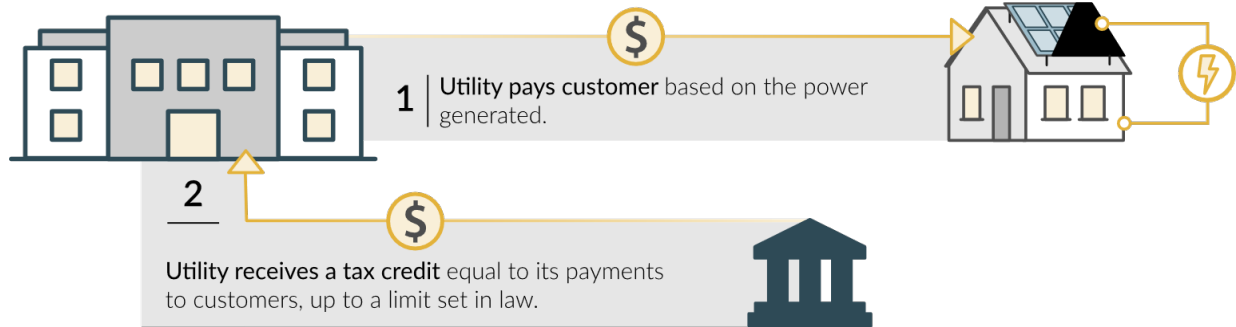 $
1
Utility pays customer based on the power
generated.
2
$
Utility receives a tax credit equal to its payments
to customers, up to a limit set in law.